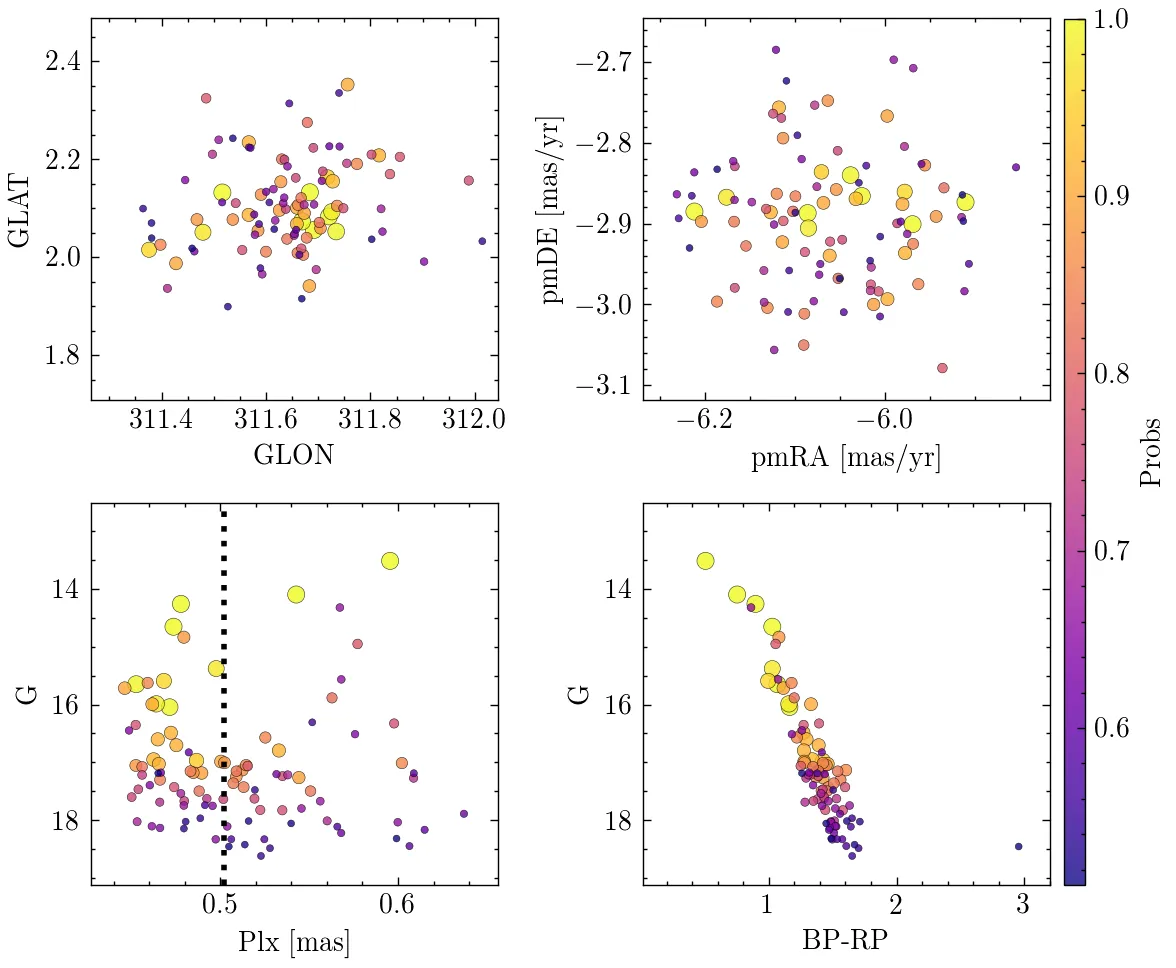 2.4
2.2
2.0
1.8
GLAT
311.4 311.6 311.8 312.0
GLON
−2.7
−2.8
−2.9
−3.0
−3.1
pmDE [mas/yr]
−6.2 −6.0
pmRA [mas/yr]
1.0
0.9
0.8
0.7
0.6
Probs
14
16
18
G
0.5 0.6
Plx [mas]
14
16
18
G
1 2 3
BP-RP